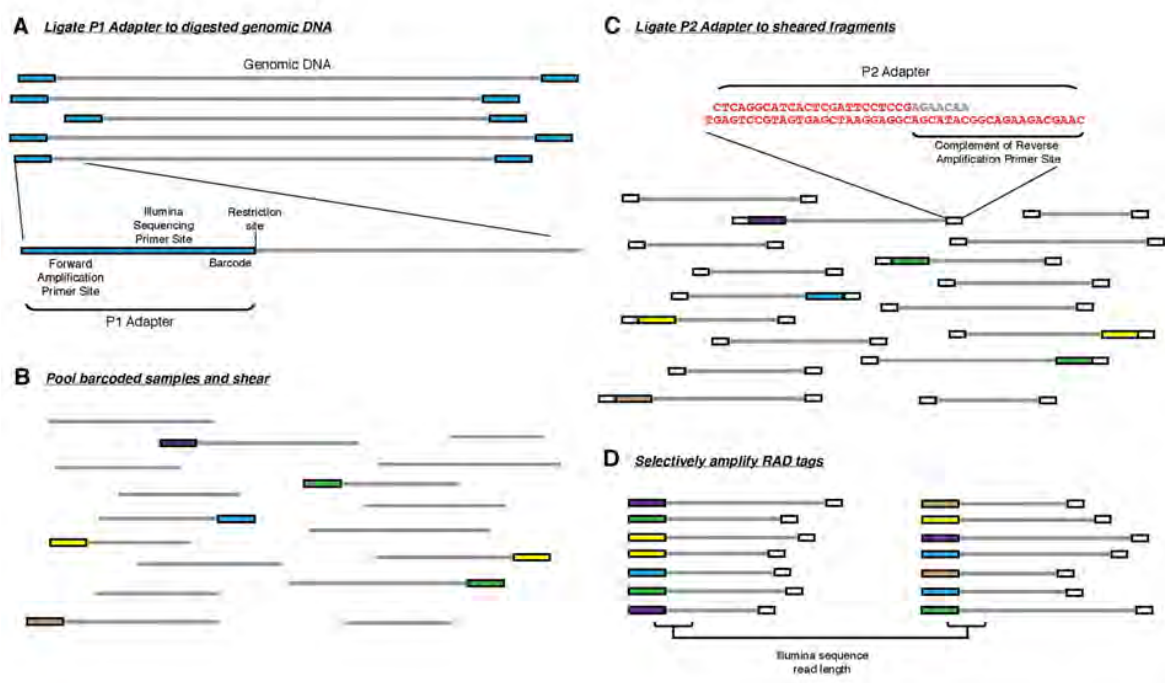 A Ligate P1 Adapter to digested genomic DNA
Genomic DNA
Illumina
Sequencing
Primer Site
Restriction
site
Forward
Amplification
Primer Site
Barcode
P1 Adapter
B Pool barcoded samples and shear
C Ligate P2 Adapter to sheared fragments
P2 Adapter
CTCAGGCATCACTCGATTCCTCCGAGAACAA
TGAGTCCGTAGTGAGCTAAGGAGGCAGCATACGGCAGAAGACGAAC
Complement of Reverse
Amplification Primer Site
D Selectively amplify RAD tags
Illumina sequence
read length